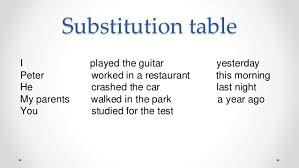 Substitution table
I played the guitar yesterday
Peter worked in a restaurant this morning
He crashed the car last night
My parents walked in the park a year ago
You studied for the test